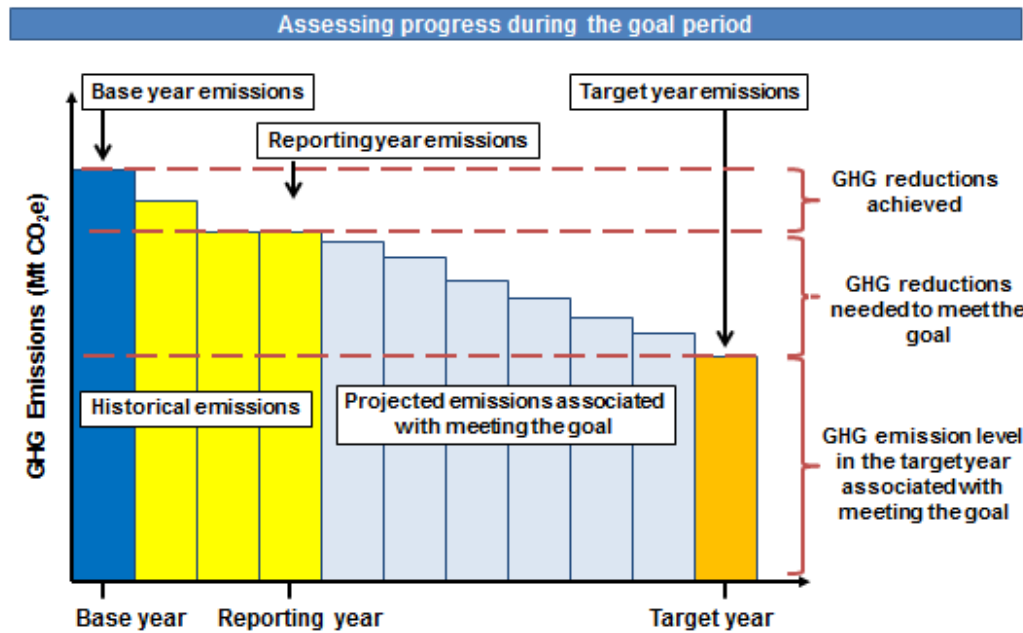 Assessing progress during the goal period
Base year emissions
Target year emissions
Reporting year emissions
GHG reductions
achieved
GHG reductions
needed to meet the
goal
GHG Emissions (Mt CO₂e)
Historical emissions
Projected emissions associated
with meeting the goal
GHG emission level
in the target year
associated with
meeting the goal
Base year
Reporting year
Target year